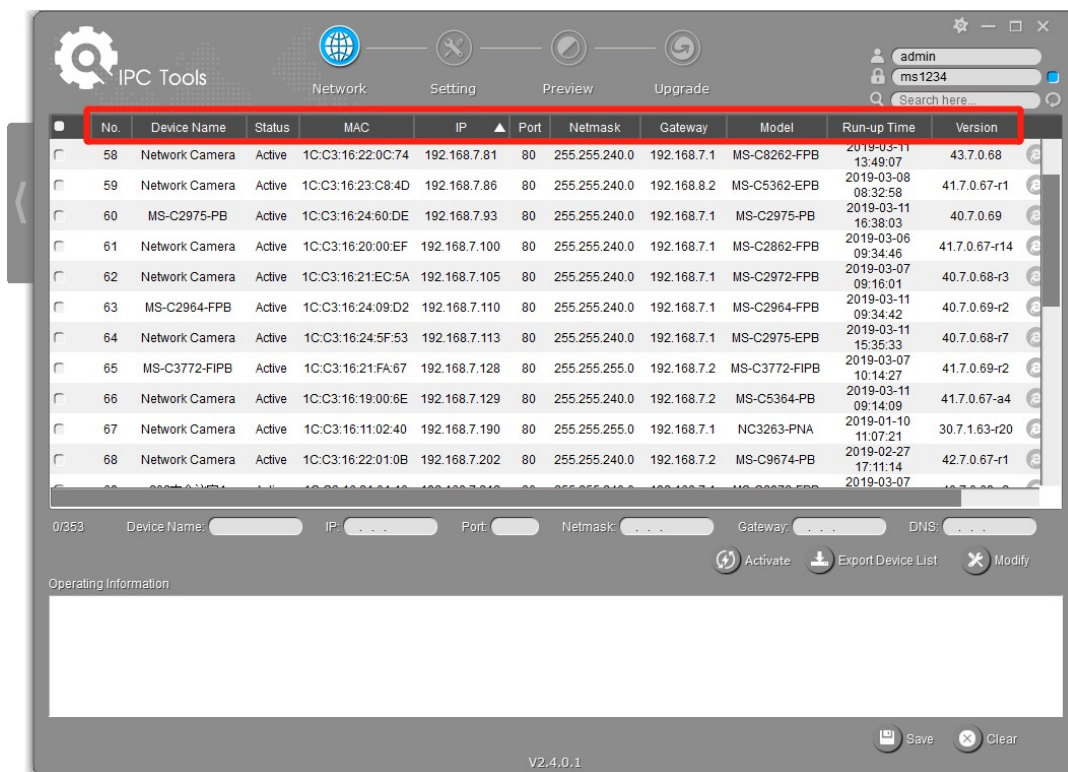 admin
IPC Tools
ms1234
Network Setting Preview Upgrade
Search here...
No. Device Name Status MAC IP Port Netmask Gateway Model Run-up Time Version
58 Network Camera Active 1C:C3:16:22:0C:74 192.168.7.81 80 255.255.240.0 192.168.7.1 MS-C8262-FPB 2019-03-11 13:49:07 43.7.0.68
59 Network Camera Active 1C:C3:16:23:C8:4D 192.168.7.86 80 255.255.240.0 192.168.8.2 MS-C5362-EPB 2019-03-08 08:32:58 41.7.0.67-r1
60 MS-C2975-PB Active 1C:C3:16:24:60:DE 192.168.7.93 80 255.255.240.0 192.168.7.1 MS-C2975-PB 2019-03-11 16:38:03 40.7.0.69
61 Network Camera Active 1C:C3:16:20:00:EF 192.168.7.100 80 255.255.240.0 192.168.7.1 MS-C2862-FPB 2019-03-06 09:34:46 41.7.0.67-r14
62 Network Camera Active 1C:C3:16:21:EC:5A 192.168.7.105 80 255.255.240.0 192.168.7.1 MS-C2972-FPB 2019-03-07 09:16:01 40.7.0.68-r3
63 MS-C2964-FPB Active 1C:C3:16:24:09:D2 192.168.7.110 80 255.255.240.0 192.168.7.1 MS-C2964-FPB 2019-03-11 09:34:42 40.7.0.69-r2
64 Network Camera Active 1C:C3:16:24:5F:53 192.168.7.113 80 255.255.240.0 192.168.7.1 MS-C2975-EPB 2019-03-11 15:35:33 40.7.0.68-r7
65 MS-C3772-FIPB Active 1C:C3:16:21:FA:67 192.168.7.128 80 255.255.255.0 192.168.7.2 MS-C3772-FIPB 2019-03-07 10:14:27 41.7.0.69-r2
66 Network Camera Active 1C:C3:16:19:00:6E 192.168.7.129 80 255.255.240.0 192.168.7.2 MS-C5364-PB 2019-03-11 09:14:09 41.7.0.67-a4
67 Network Camera Active 1C:C3:16:11:02:40 192.168.7.190 80 255.255.255.0 192.168.7.1 NC3263-PNA 2019-01-10 11:07:21 30.7.1.63-r20
68 Network Camera Active 1C:C3:16:22:01:0B 192.168.7.202 80 255.255.240.0 192.168.7.2 MS-C9674-PB 2019-02-27 17:11:14 42.7.0.67-r1
2019-03-07
0/353 Device Name: IP: . . . Port: Netmask: . . . Gateway: . . . DNS: . . .
Activate Export Device List Modify
Operating Information
Save Clear
V2.4.0.1